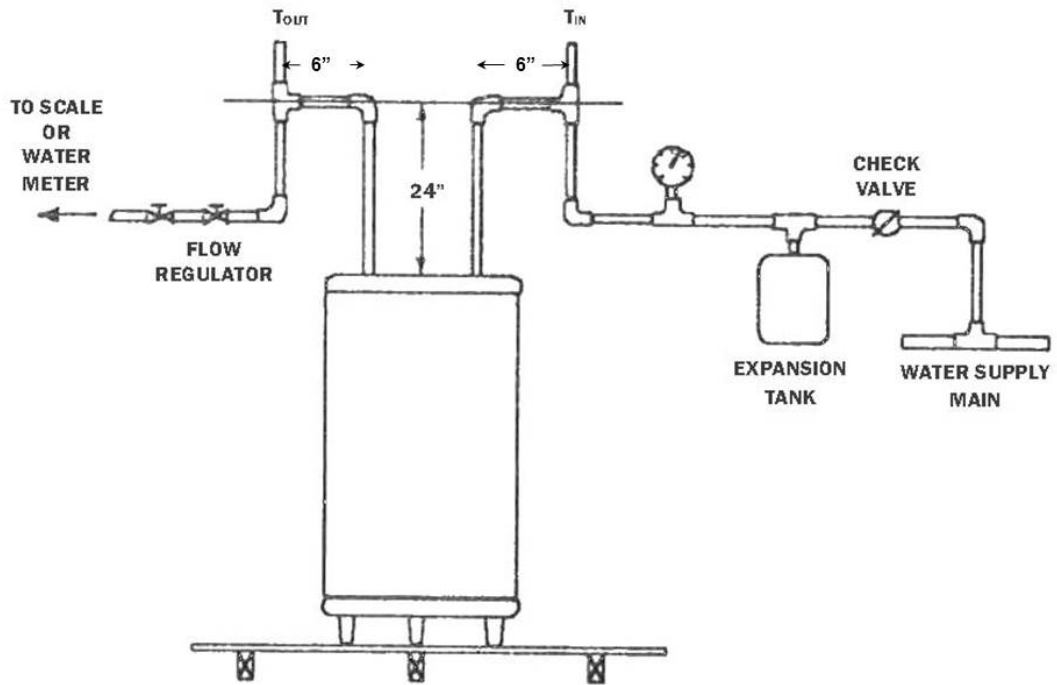 TOUT
TIN
6”
6”
TO SCALE
OR
WATER
METER
24”
CHECK
VALVE
FLOW
REGULATOR
EXPANSION
TANK
WATER SUPPLY
MAIN